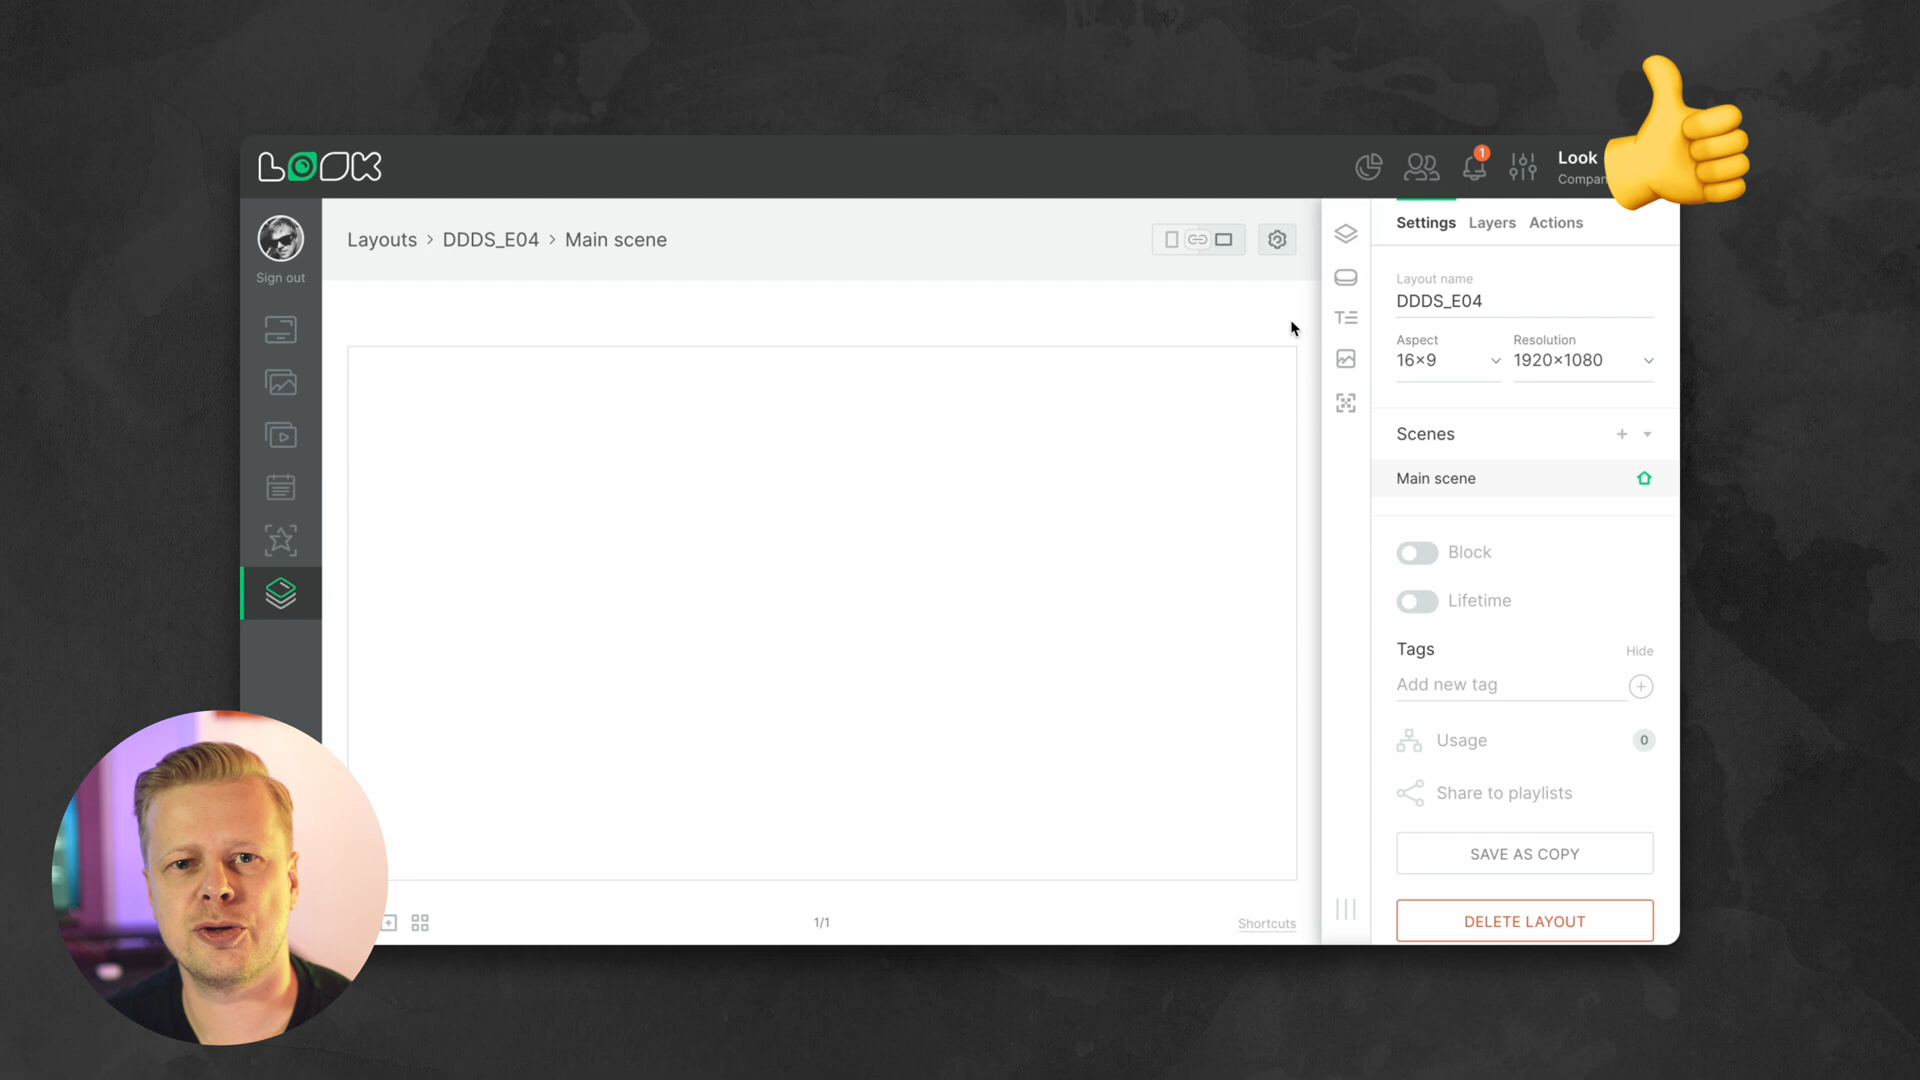 LOOK
1
Look
Compan
Sign out
Layouts > DDDS_E04 > Main scene
Settings Layers Actions
Layout name
DDDS_E04
Aspect Resolution
16×9 1920×1080
Scenes
Main scene
Block
Lifetime
Tags Hide
Add new tag
Usage 0
Share to playlists
SAVE AS COPY
DELETE LAYOUT
1/1
Shortcuts